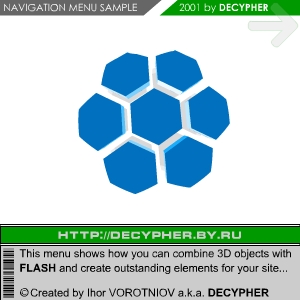 NAVIGATION MENU SAMPLE
2001 by DECYPHER
HTTP://DECYPHER.BY.RU
This menu shows how you can combine 3D objects with
FLASH and create outstanding elements for your site...
©Created by Ihor VOROTNIOV a.k.a. DECYPHER